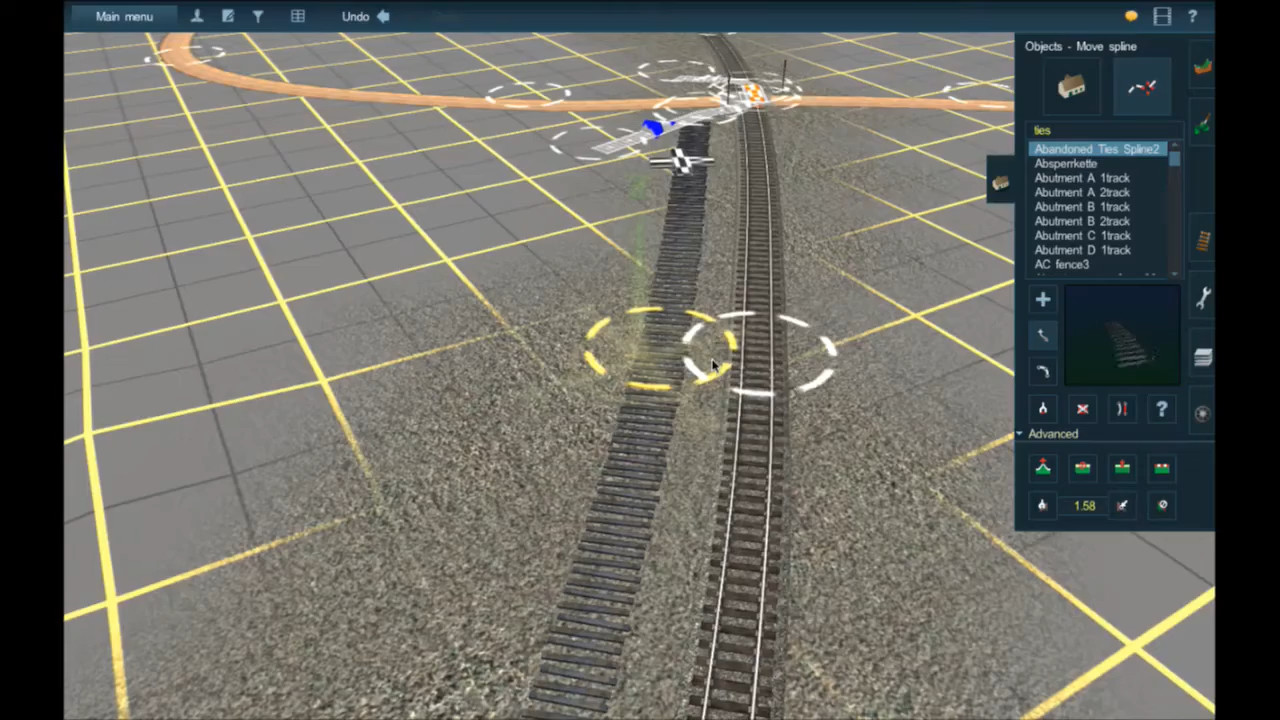 Main menu
Undo
?
Objects - Move spline
ties
Abandoned Ties Spline2
Absperrkette
Abutment A 1track
Abutment A 2track
Abutment B 1track
Abutment B 2track
Abutment C 1track
Abutment D 1track
AC fence3
?
Advanced
1.58